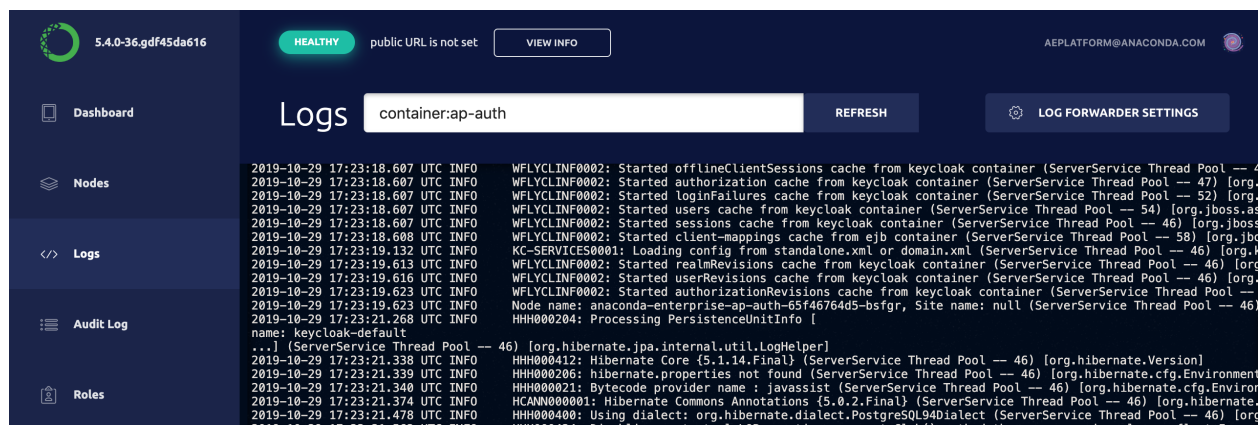 5.4.0-36.gdf45da616
HEALTHY
public URL is not set
VIEW INFO
AEPLATFORM@ANACONDA.COM
Dashboard
Nodes
Logs
Audit Log
Roles
Logs
container:ap-auth
REFRESH
LOG FORWARDER SETTINGS
2019-10-29 17:23:18.607 UTC INFO WFLYCLINF0002: Started offlineClientSessions cache from keycloak container (ServerService Thread Pool -- 4
2019-10-29 17:23:18.607 UTC INFO WFLYCLINF0002: Started authorization cache from keycloak container (ServerService Thread Pool -- 47) [org.
2019-10-29 17:23:18.607 UTC INFO WFLYCLINF0002: Started loginFailures cache from keycloak container (ServerService Thread Pool -- 52) [org.
2019-10-29 17:23:18.607 UTC INFO WFLYCLINF0002: Started users cache from keycloak container (ServerService Thread Pool -- 54) [org.jboss.as
2019-10-29 17:23:18.607 UTC INFO WFLYCLINF0002: Started sessions cache from keycloak container (ServerService Thread Pool -- 46) [org.jboss
2019-10-29 17:23:18.608 UTC INFO WFLYCLINF0002: Started client-mappings cache from ejb container (ServerService Thread Pool -- 58) [org.jbo
2019-10-29 17:23:19.132 UTC INFO KC-SERVICES0001: Loading config from standalone.xml or domain.xml (ServerService Thread Pool -- 46) [org.k
2019-10-29 17:23:19.613 UTC INFO WFLYCLINF0002: Started realmRevisions cache from keycloak container (ServerService Thread Pool -- 46) [org
2019-10-29 17:23:19.616 UTC INFO WFLYCLINF0002: Started userRevisions cache from keycloak container (ServerService Thread Pool -- 46) [org.
2019-10-29 17:23:19.623 UTC INFO WFLYCLINF0002: Started authorizationRevisions cache from keycloak container (ServerService Thread Pool --
2019-10-29 17:23:19.623 UTC INFO Node name: anaconda-enterprise-ap-auth-65f46764d5-bsfgr, Site name: null (ServerService Thread Pool -- 46)
2019-10-29 17:23:21.268 UTC INFO HHH000204: Processing PersistenceUnitInfo [
name: keycloak-default
...] (ServerService Thread Pool -- 46) [org.hibernate.jpa.internal.util.LogHelper]
2019-10-29 17:23:21.338 UTC INFO HHH000412: Hibernate Core {5.1.14.Final} (ServerService Thread Pool -- 46) [org.hibernate.Version]
2019-10-29 17:23:21.339 UTC INFO HHH000206: hibernate.properties not found (ServerService Thread Pool -- 46) [org.hibernate.cfg.Environment
2019-10-29 17:23:21.340 UTC INFO HHH000021: Bytecode provider name : javassist (ServerService Thread Pool -- 46) [org.hibernate.cfg.Environ
2019-10-29 17:23:21.374 UTC INFO HCANN000001: Hibernate Commons Annotations {5.0.2.Final} (ServerService Thread Pool -- 46) [org.hibernate.
2019-10-29 17:23:21.478 UTC INFO HHH000400: Using dialect: org.hibernate.dialect.PostgreSQL94Dialect (ServerService Thread Pool -- 46) [org